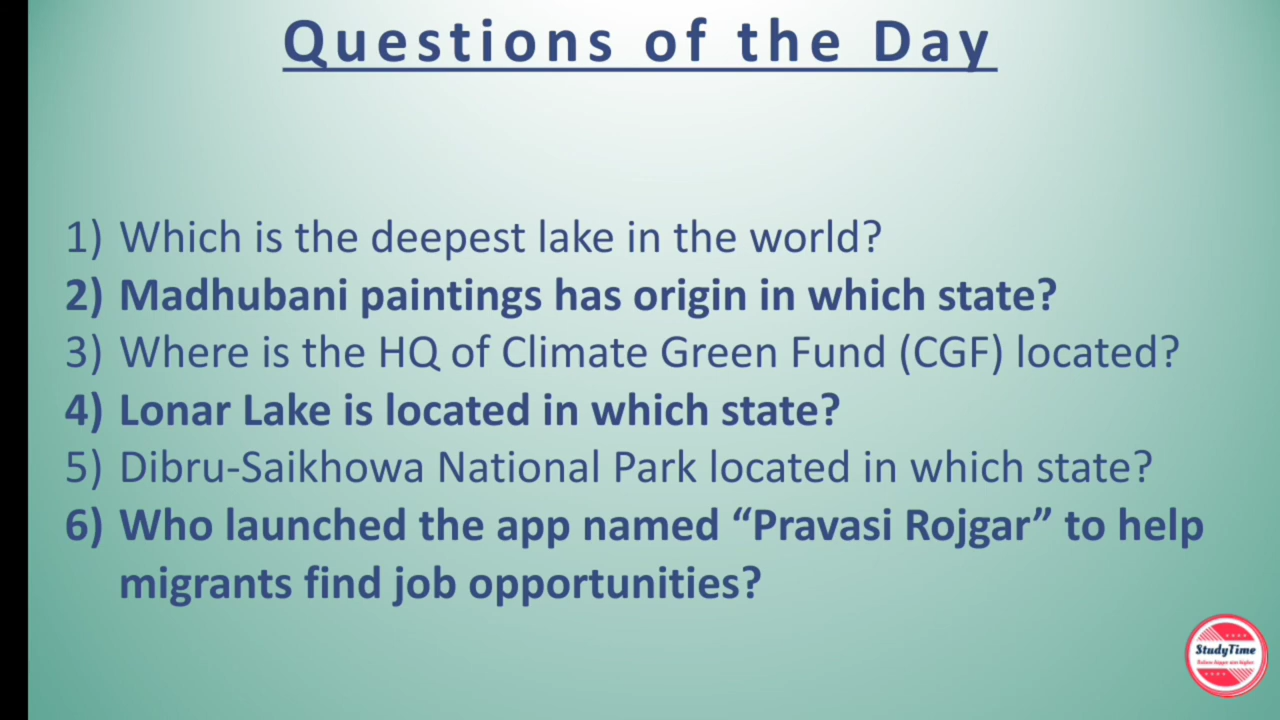 Questions of the Day
1) Which is the deepest lake in the world?
2) Madhubani paintings has origin in which state?
3) Where is the HQ of Climate Green Fund (CGF) located?
4) Lonar Lake is located in which state?
5) Dibru-Saikhowa National Park located in which state?
6) Who launched the app named “Pravasi Rojgar” to help
migrants find job opportunities?
StudyTime